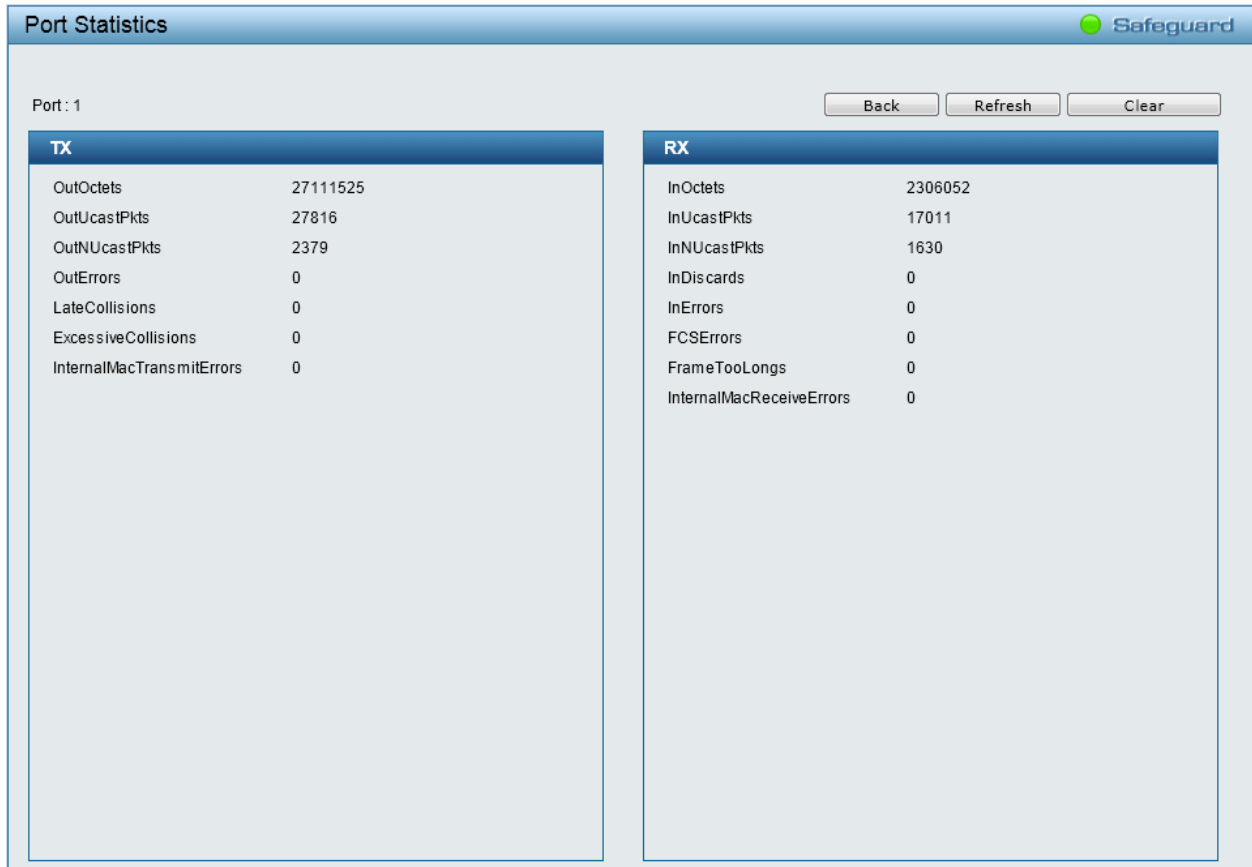 Port Statistics
Safeguard
Port : 1
Back
Refresh
Clear
TX
OutOctets 27111525
OutUcastPkts 27816
OutNUcastPkts 2379
OutErrors 0
LateCollisions 0
ExcessiveCollisions 0
InternalMacTransmitErrors 0
RX
InOctets 2306052
InUcastPkts 17011
InNUcastPkts 1630
InDiscards 0
InErrors 0
FCSErrors 0
FrameTooLongs 0
InternalMacReceiveErrors 0